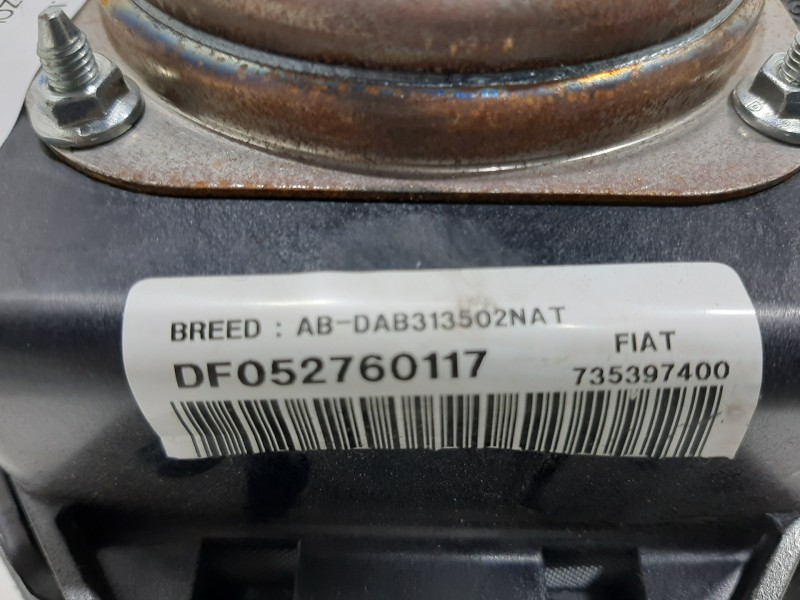 BREED : AB-DAB313502NAT
DF052760117
FIAT
735397400